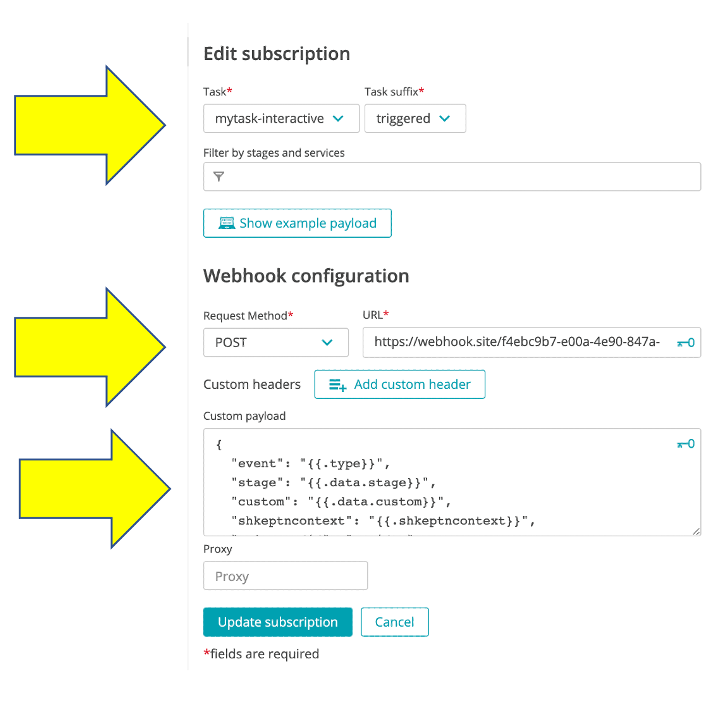 Edit subscription
Task* Task suffix*
mytask-interactive triggered
Filter by stages and services
Show example payload
Webhook configuration
Request Method* URL*
POST https://webhook.site/f4ebc9b7-e00a-4e90-847a-
Custom headers Add custom header
Custom payload
{
"event": "{{.type}}",
"stage": "{{.data.stage}}",
"custom": "{{.data.custom}}",
"shkeptncontext": "{{.shkeptncontext}}",
Proxy
Proxy
Update subscription Cancel
*fields are required